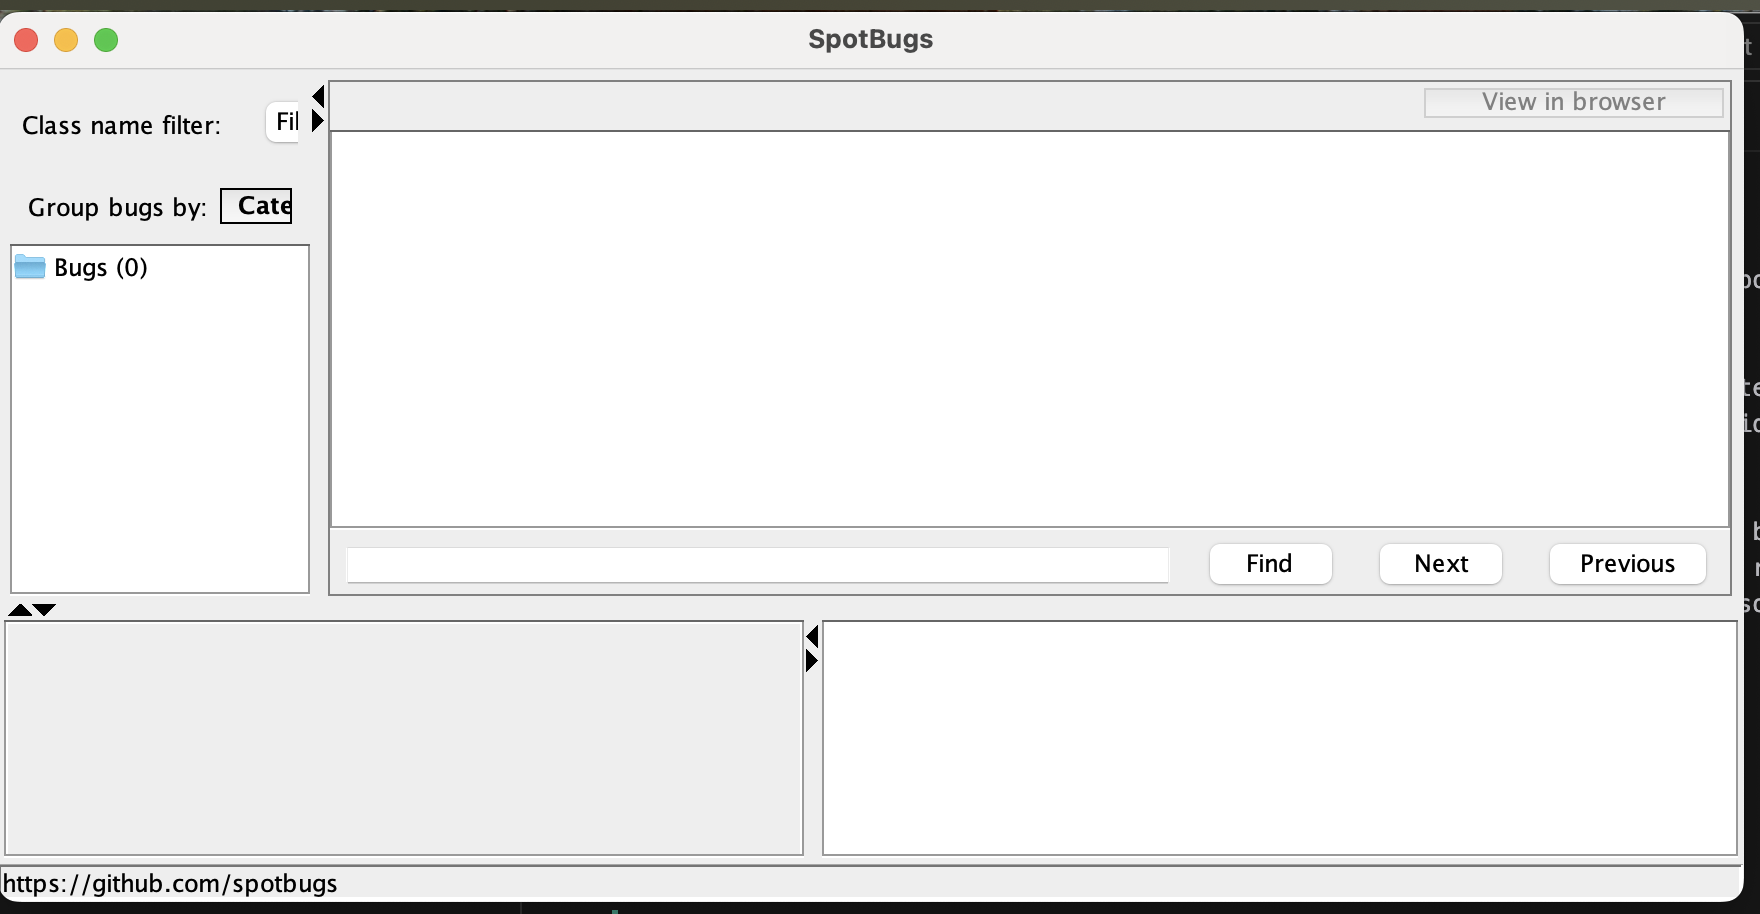 SpotBugs
Class name filter:
Fil
View in browser
Group bugs by:
Cate
Bugs (0)
Find
Next
Previous
https://github.com/spotbugs